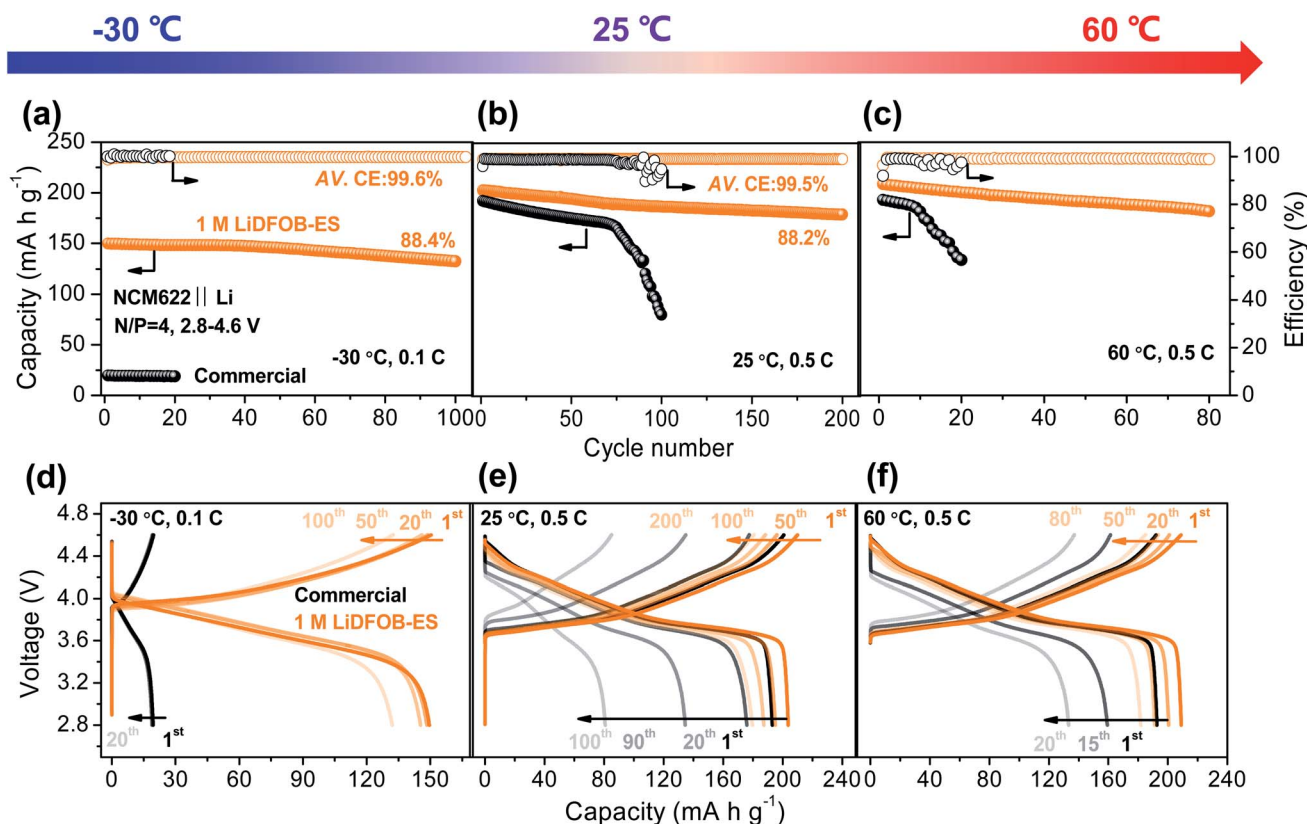 -30 ℃
25 ℃
60 ℃
(a)
(b)
(c)
Capacity (mA h g⁻¹)
250
200
150
100
50
25
0
AV. CE:99.6%
1 M LiDFOB-ES
88.4%
NCM622 || Li
N/P=4, 2.8-4.6 V
-30 °C, 0.1 C
Commercial
0 20 40 60 80 100
AV. CE:99.5%
88.2%
25 °C, 0.5 C
50 100 150 200
60 °C, 0.5 C
0 20 40 60 80
100
80
60
40
20
0
Efficiency (%)
Cycle number
(d)
(e)
(f)
Voltage (V)
4.8
4.4
4.0
3.6
3.2
2.8
-30 °C, 0.1 C
100th 50th 20th 1st
Commercial
1 M LiDFOB-ES
20th 1st
0 30 60 90 120 150
25 °C, 0.5 C
200th 100th 50th 1st
100th 90th 20th 1st
0 40 80 120 160 200 240
60 °C, 0.5 C
80th 50th 20th 1st
20th 15th 1st
0 40 80 120 160 200 240
Capacity (mA h g⁻¹)